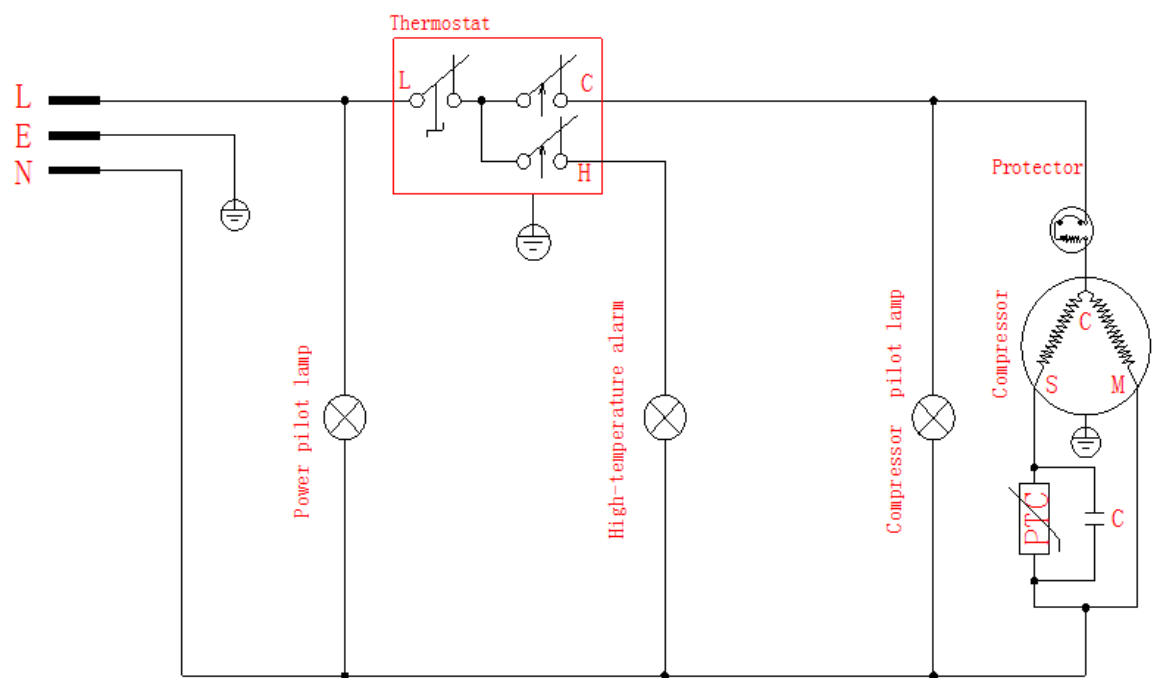 Thermostat
L
C
L
E
N
H
Protector
Power pilot lamp
High-temperature alarm
Compressor pilot lamp
Compressor
C
S
M
PTC
C